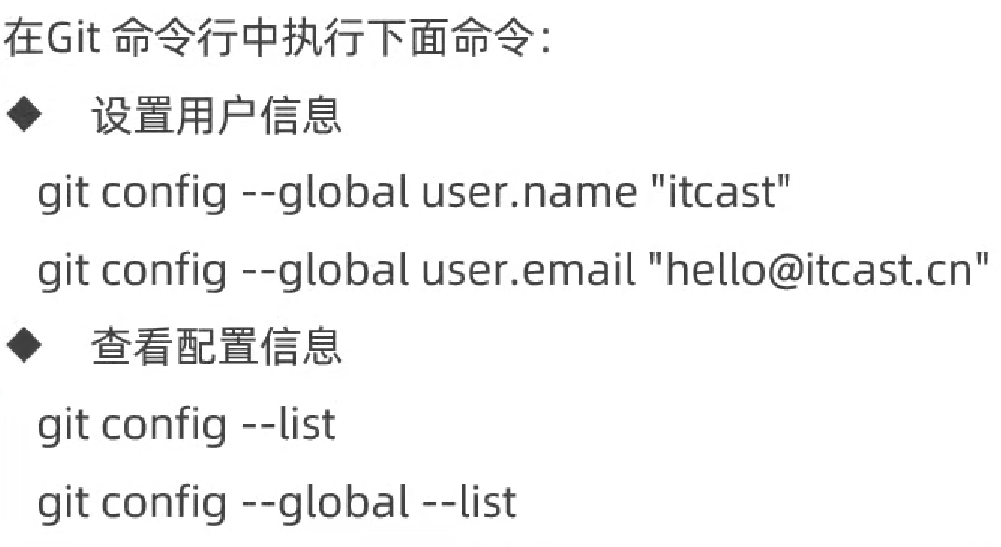 在Git 命令行中执行下面命令：
◆ 设置用户信息
git config --global user.name "itcast"
git config --global user.email "hello@itcast.cn"
◆ 查看配置信息
git config --list
git config --global --list